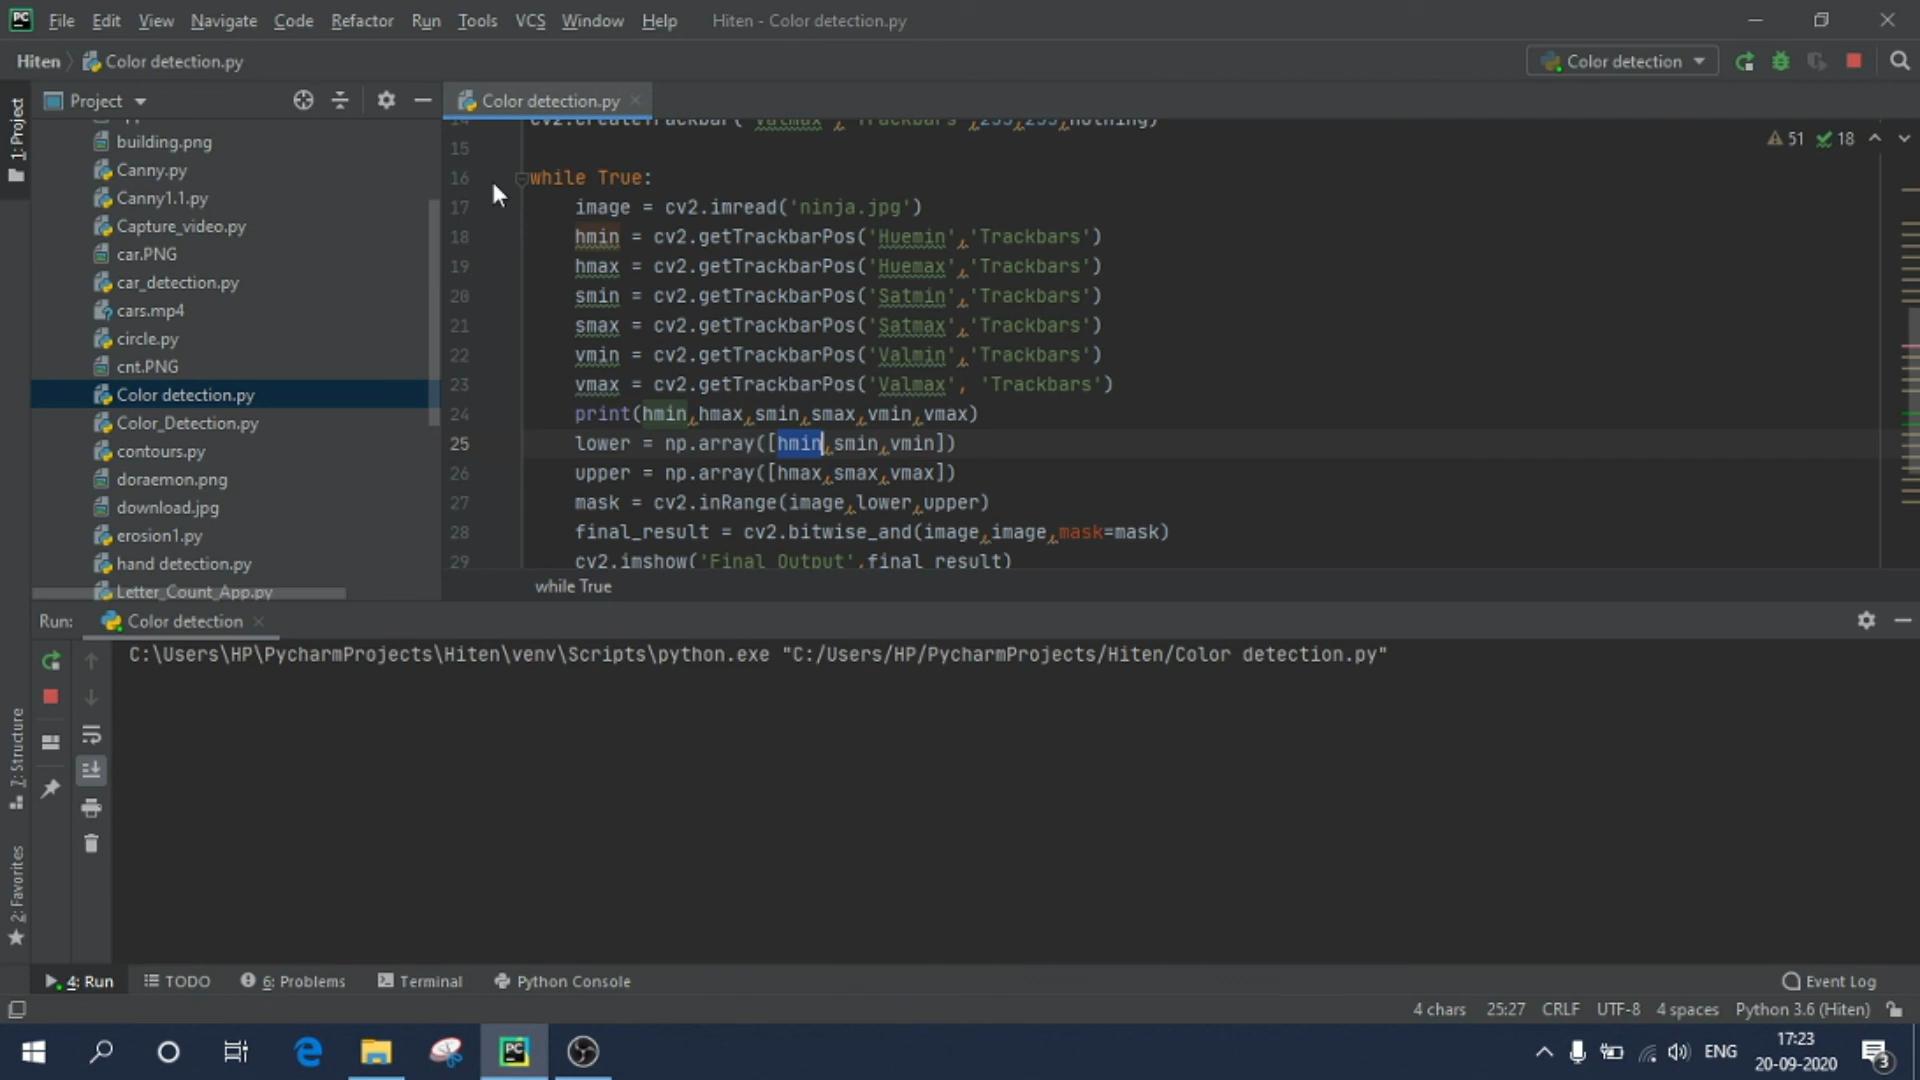 File Edit View Navigate Code Refactor Run Tools VCS Window Help Hiten - Color detection.py
Hiten Color detection.py Color detection
1: Project
Project
building.png
Canny.py
Canny1.1.py
Capture_video.py
car.PNG
car_detection.py
cars.mp4
circle.py
cnt.PNG
Color detection.py
Color_Detection.py
contours.py
doraemon.png
download.jpg
erosion1.py
hand detection.py
Letter_Count_App.py
Color detection.py
51 18
14 cv2.createTrackbar('Valmax','Trackbars',255,255,nothing)
15
16 while True:
17 image = cv2.imread('ninja.jpg')
18 hmin = cv2.getTrackbarPos('Huemin','Trackbars')
19 hmax = cv2.getTrackbarPos('Huemax','Trackbars')
20 smin = cv2.getTrackbarPos('Satmin','Trackbars')
21 smax = cv2.getTrackbarPos('Satmax','Trackbars')
22 vmin = cv2.getTrackbarPos('Valmin','Trackbars')
23 vmax = cv2.getTrackbarPos('Valmax', 'Trackbars')
24 print(hmin,hmax,smin,smax,vmin,vmax)
25 lower = np.array([hmin,smin,vmin])
26 upper = np.array([hmax,smax,vmax])
27 mask = cv2.inRange(image,lower,upper)
28 final_result = cv2.bitwise_and(image,image,mask=mask)
29 cv2.imshow('Final Output',final_result)
while True
Run: Color detection
C:\Users\HP\PycharmProjects\Hiten\venv\Scripts\python.exe "C:/Users/HP/PycharmProjects/Hiten/Color detection.py"
7: Structure
2: Favorites
4: Run TODO 6: Problems Terminal Python Console Event Log
4 chars 25:27 CRLF UTF-8 4 spaces Python 3.6 (Hiten)
ENG
17:23
20-09-2020
3